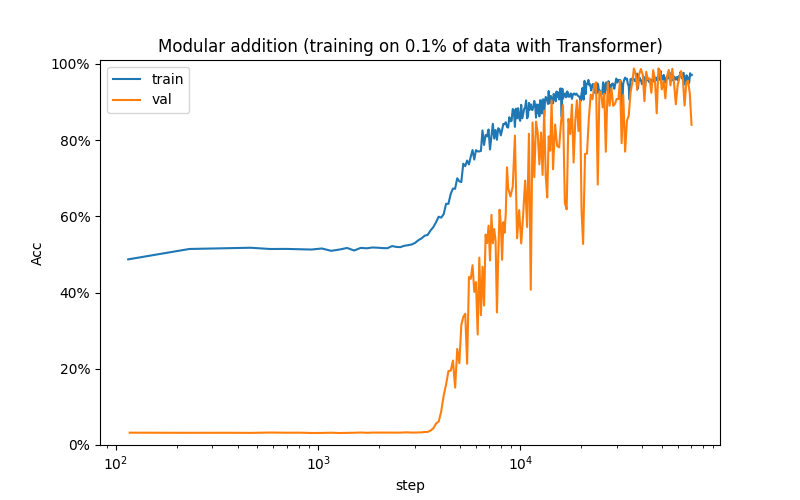 Modular addition (training on 0.1% of data with Transformer)
train
val
100%
80%
60%
40%
20%
0%
Acc
10²
10³
10⁴
step